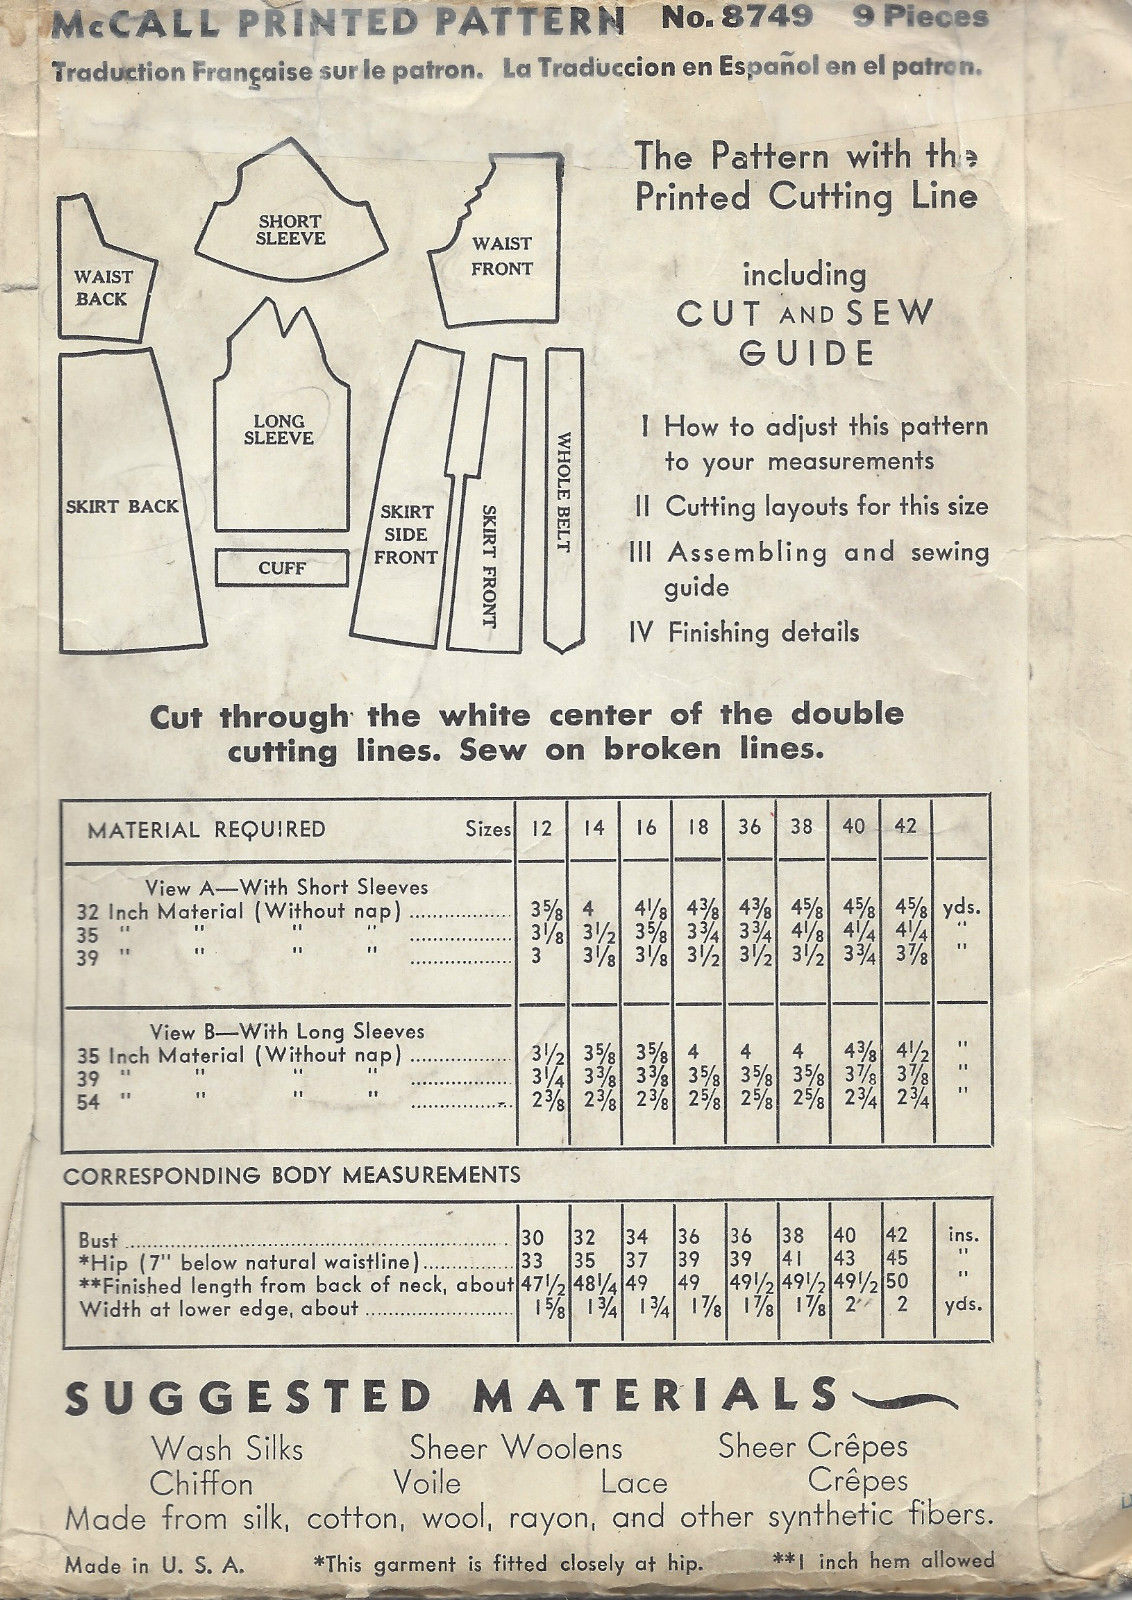 McCALL PRINTED PATTERN No. 8749 9 Pieces
Traduction Française sur le patron. La Traduccion en Español en el patron.
The Pattern with the
Printed Cutting Line
including
CUT AND SEW
GUIDE
I How to adjust this pattern
to your measurements
II Cutting layouts for this size
III Assembling and sewing
guide
IV Finishing details
WAIST
BACK
SHORT
SLEEVE
WAIST
FRONT
SKIRT BACK
LONG
SLEEVE
CUFF
SKIRT
SIDE
FRONT
SKIRT FRONT
WHOLE BELT
Cut through the white center of the double
cutting lines. Sew on broken lines.
MATERIAL REQUIRED Sizes 12 14 16 18 36 38 40 42
View A—With Short Sleeves
32 Inch Material (Without nap) 3⅝ 4 4⅛ 4⅜ 4⅜ 4⅝ 4⅝ 4⅝ yds.
35 " " " " 3⅛ 3½ 3⅝ 3¾ 3¾ 4⅛ 4¼ 4¼ "
39 " " " " 3 3⅛ 3⅛ 3½ 3½ 3½ 3¾ 3⅞ "
View B—With Long Sleeves
35 Inch Material (Without nap) 3½ 3⅝ 3⅝ 4 4 4 4⅜ 4½ "
39 " " " " 3¼ 3⅜ 3⅜ 3⅝ 3⅝ 3⅝ 3⅞ 3⅞ "
54 " " " " 2⅜ 2⅜ 2⅜ 2⅝ 2⅝ 2⅝ 2¾ 2¾ "
CORRESPONDING BODY MEASUREMENTS
Bust 30 32 34 36 36 38 40 42 ins.
*Hip (7" below natural waistline) 33 35 37 39 39 41 43 45 "
**Finished length from back of neck, about 47½ 48¼ 49 49 49½ 49½ 49½ 50 "
Width at lower edge, about 1⅝ 1¾ 1¾ 1⅞ 1⅞ 1⅞ 2 2 yds.
SUGGESTED MATERIALS
Wash Silks Sheer Woolens Sheer Crêpes
Chiffon Voile Lace Crêpes
Made from silk, cotton, wool, rayon, and other synthetic fibers.
Made in U. S. A. *This garment is fitted closely at hip. **1 inch hem allowed